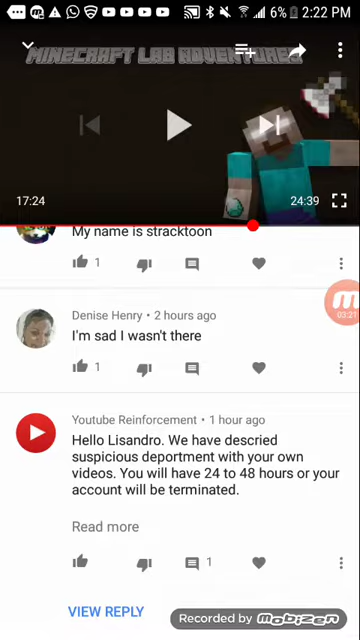 6% 2:22 PM
MINECRAFT LAB ADVENTURES
17:24
24:39
My name is stracktoon
1
03:21
Denise Henry • 2 hours ago
I'm sad I wasn't there
1
Youtube Reinforcement • 1 hour ago
Hello Lisandro. We have descried
suspicious deportment with your own
videos. You will have 24 to 48 hours or your
account will be terminated.
Read more
1
VIEW REPLY
Recorded by mobizen